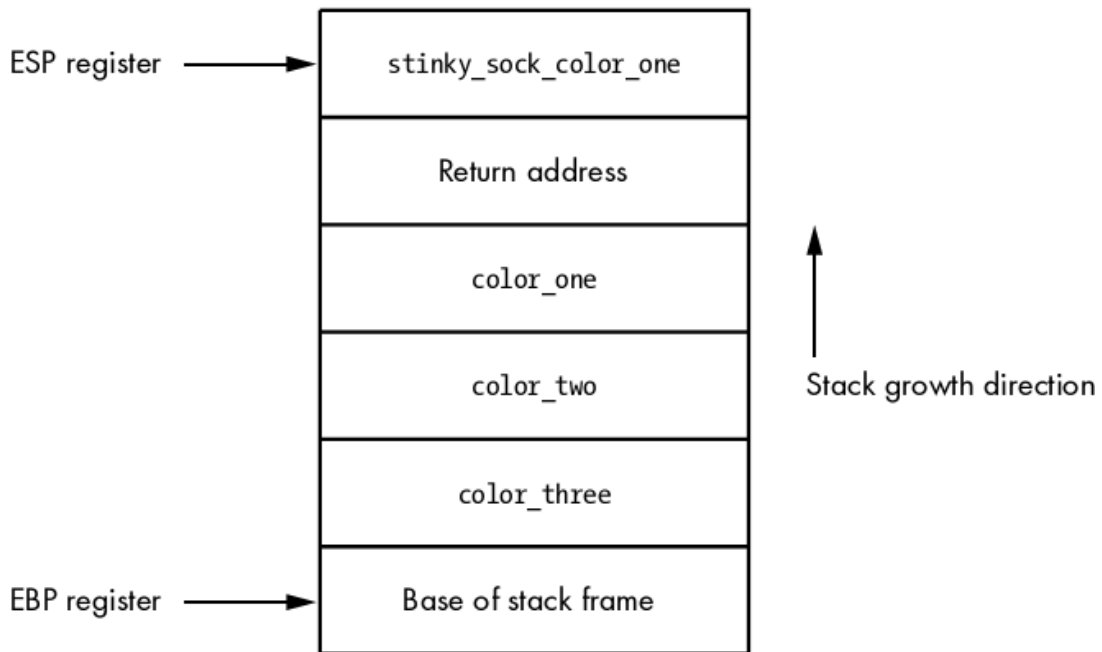 ESP register
stinky_sock_color_one
Return address
color_one
color_two
Stack growth direction
color_three
EBP register
Base of stack frame